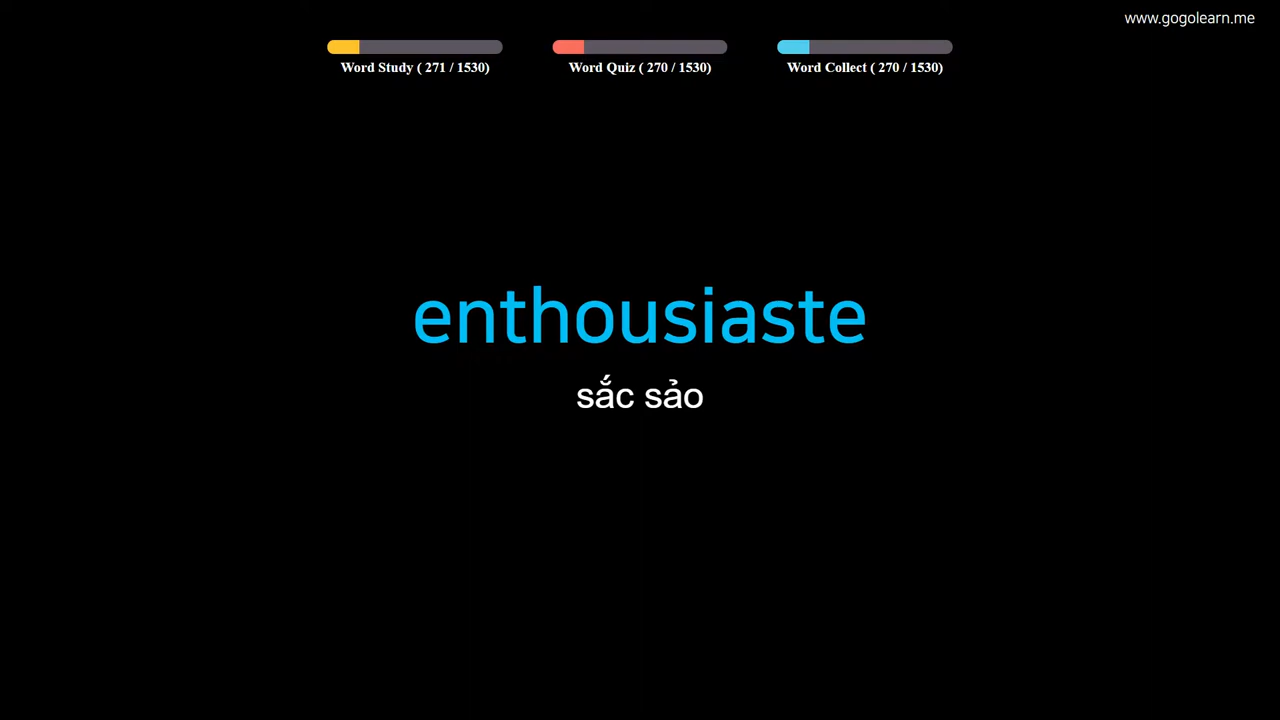 www.gogolearn.me
Word Study ( 271 / 1530)
Word Quiz ( 270 / 1530)
Word Collect ( 270 / 1530)
enthousiaste
sắc sảo